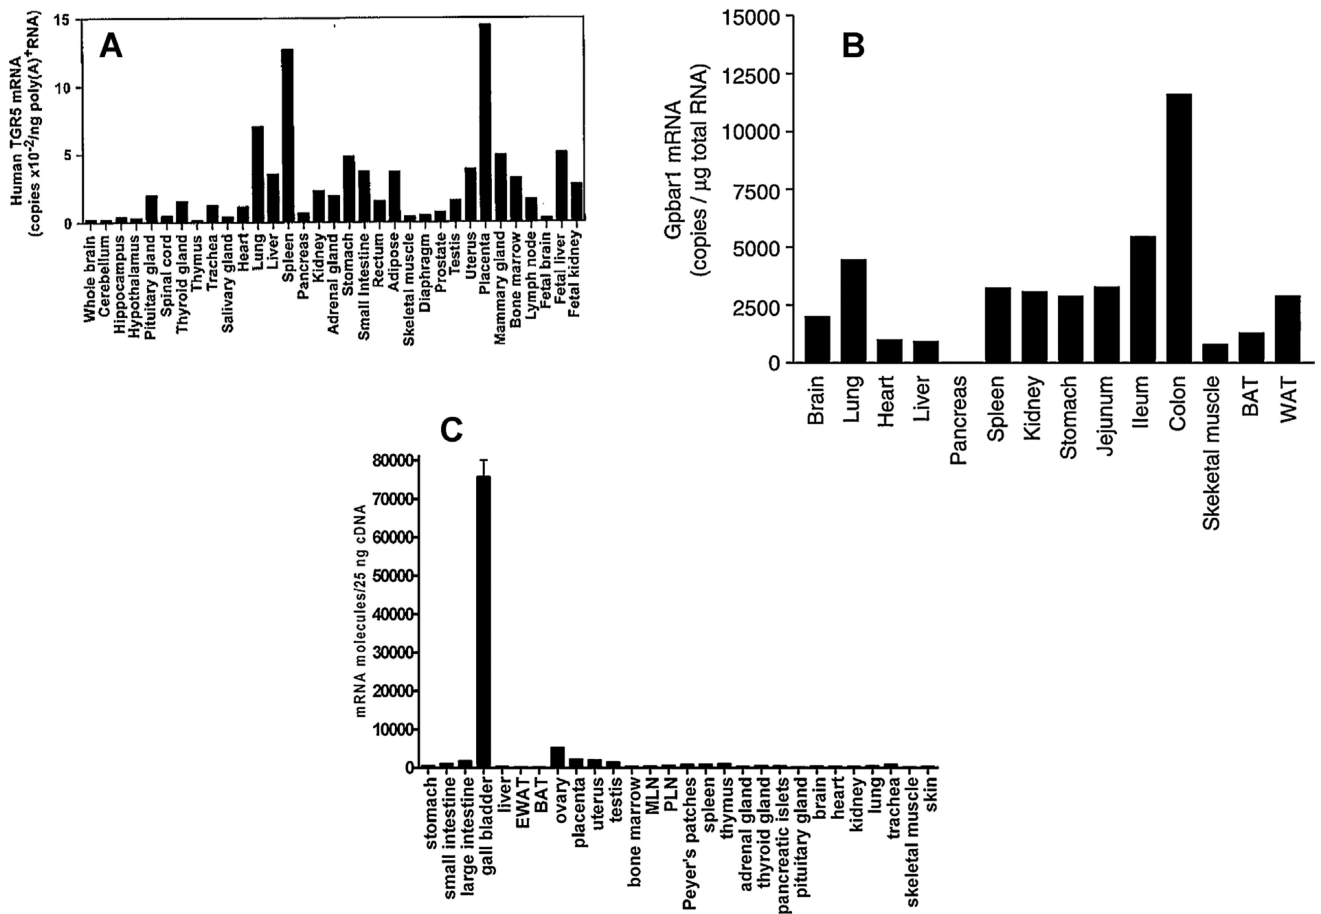 A
Human TGR5 mRNA
(copies x10-2/ng poly(A)+RNA)
15
10
5
0
Whole brain
Cerebellum
Hippocampus
Hypothalamus
Pituitary gland
Spinal cord
Thyroid gland
Thymus
Trachea
Salivary gland
Heart
Lung
Liver
Spleen
Pancreas
Kidney
Adrenal gland
Stomach
Small Intestine
Rectum
Adipose
Skeletal muscle
Diaphragm
Prostate
Testis
Uterus
Placenta
Mammary gland
Bone marrow
Lymph node
Fetal brain
Fetal liver
Fetal kidney
B
Gpbar1 mRNA
(copies / µg total RNA)
15000
12500
10000
7500
5000
2500
0
Brain
Lung
Heart
Liver
Pancreas
Spleen
Kidney
Stomach
Jejunum
Ileum
Colon
Skeketal muscle
BAT
WAT
C
mRNA molecules/25 ng cDNA
80000
70000
60000
50000
40000
30000
20000
10000
0
stomach
small intestine
large intestine
gall bladder
liver
EWAT
BAT
ovary
placenta
uterus
testis
bone marrow
MLN
PLN
Peyer's patches
spleen
thymus
adrenal gland
thyroid gland
pancreatic islets
pituitary gland
brain
heart
kidney
lung
trachea
skeletal muscle
skin